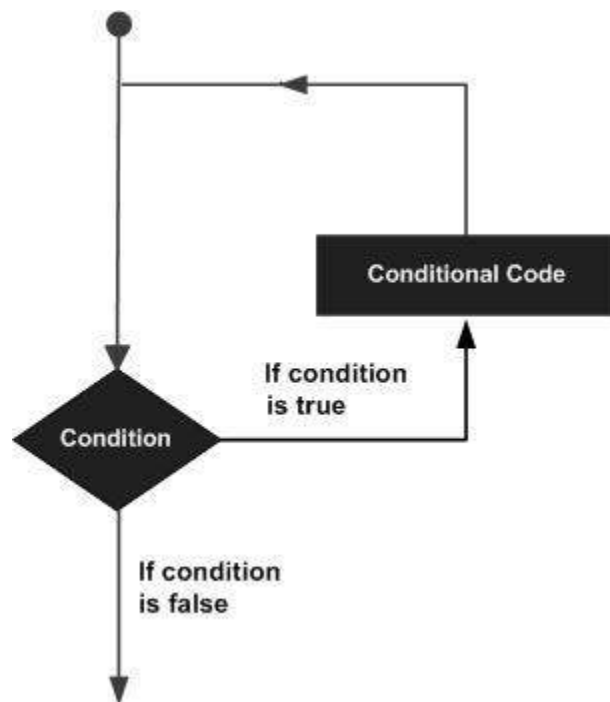 Conditional Code
If condition
is true
Condition
If condition
is false